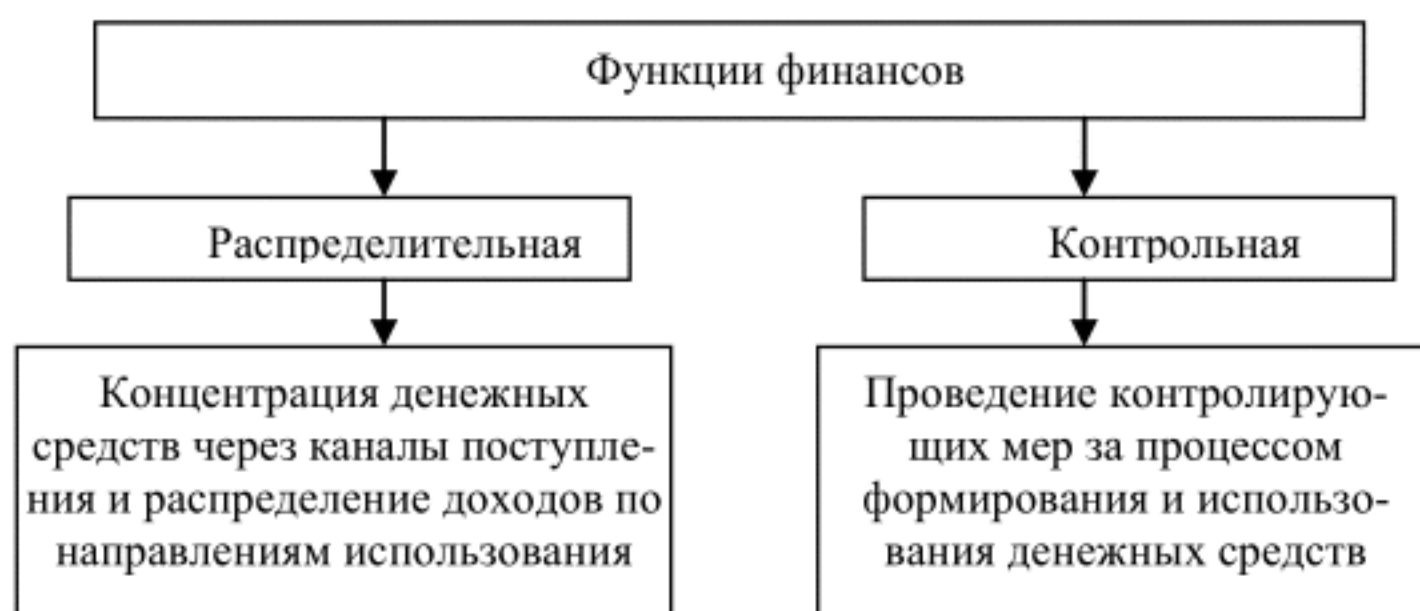 Функции финансов
Распределительная
Контрольная
Концентрация денежных
средств через каналы поступле-
ния и распределение доходов по
направлениям использования
Проведение контролирую-
щих мер за процессом
формирования и использо-
вания денежных средств